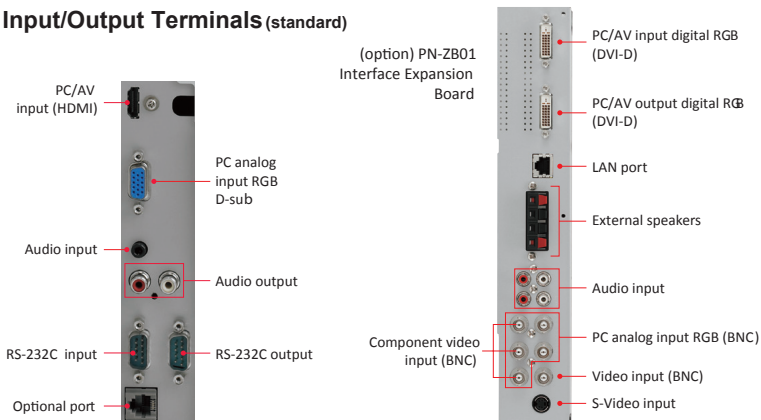 Input/Output Terminals (standard)
PC/AV
input (HDMI)
PC analog
input RGB
D-sub
Audio input
Audio output
RS-232C input
RS-232C output
Optional port
(option) PN-ZB01
Interface Expansion
Board
PC/AV input digital RGB
(DVI-D)
PC/AV output digital RGB
(DVI-D)
LAN port
External speakers
Audio input
Component video
input (BNC)
PC analog input RGB (BNC)
Video input (BNC)
S-Video input